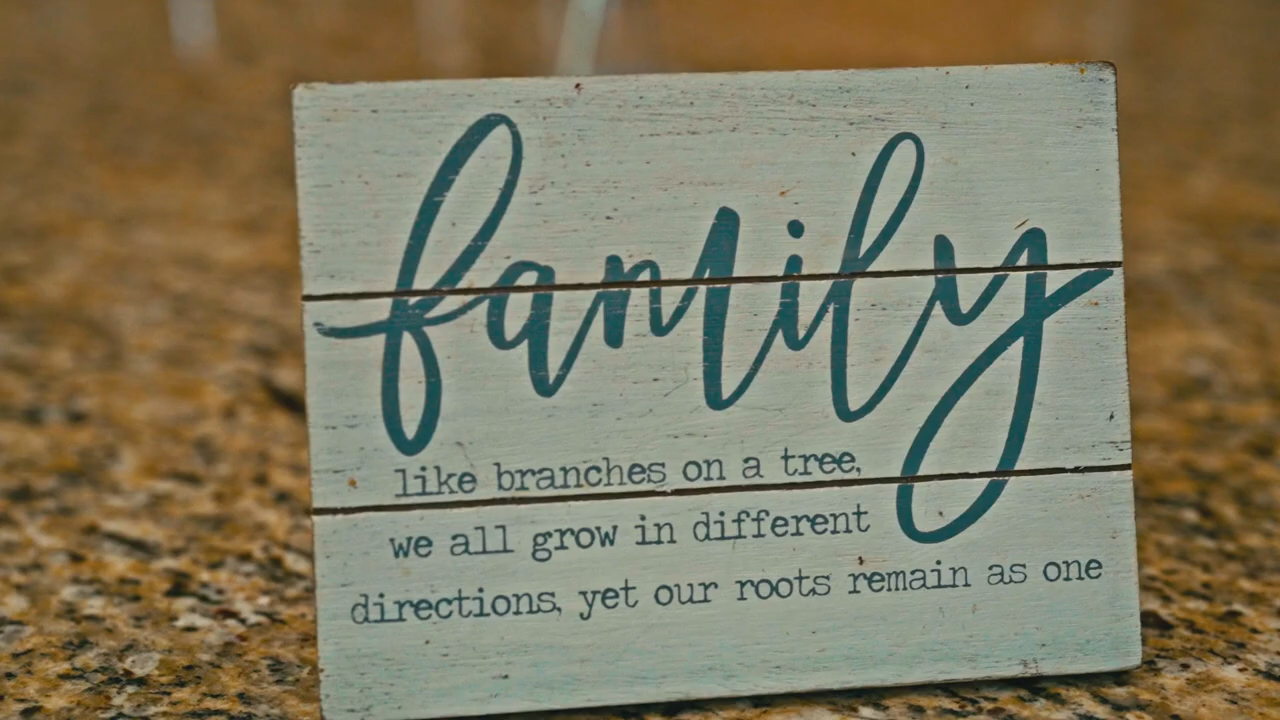 family
like branches on a tree,
we all grow in different
directions, yet our roots remain as one